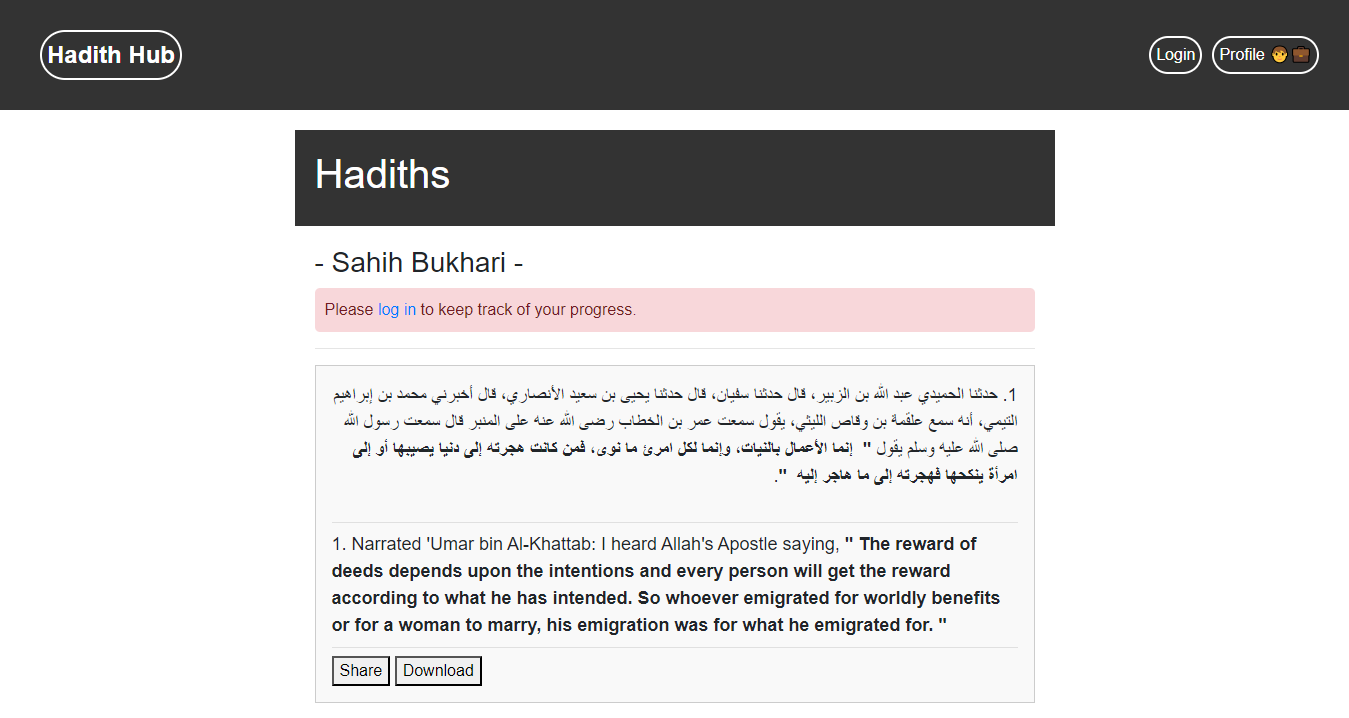 Hadith Hub
Login
Profile 🧑💼
Hadiths
- Sahih Bukhari -
Please log in to keep track of your progress.
1. حدثنا الحميدي عبد الله بن الزبير، قال حدثنا سفيان، قال حدثنا يحيى بن سعيد الأنصاري، قال أخبرني محمد بن إبراهيم
التيمي، أنه سمع علقمة بن وقاص الليثي، يقول سمعت عمر بن الخطاب رضى الله عنه على المنبر قال سمعت رسول الله
صلى الله عليه وسلم يقول " إنما الأعمال بالنيات، وإنما لكل امرئ ما نوى، فمن كانت هجرته إلى دنيا يصيبها أو إلى
امرأة ينكحها فهجرته إلى ما هاجر إليه ".
1. Narrated 'Umar bin Al-Khattab: I heard Allah's Apostle saying, " The reward of
deeds depends upon the intentions and every person will get the reward
according to what he has intended. So whoever emigrated for worldly benefits
or for a woman to marry, his emigration was for what he emigrated for. "
Share
Download